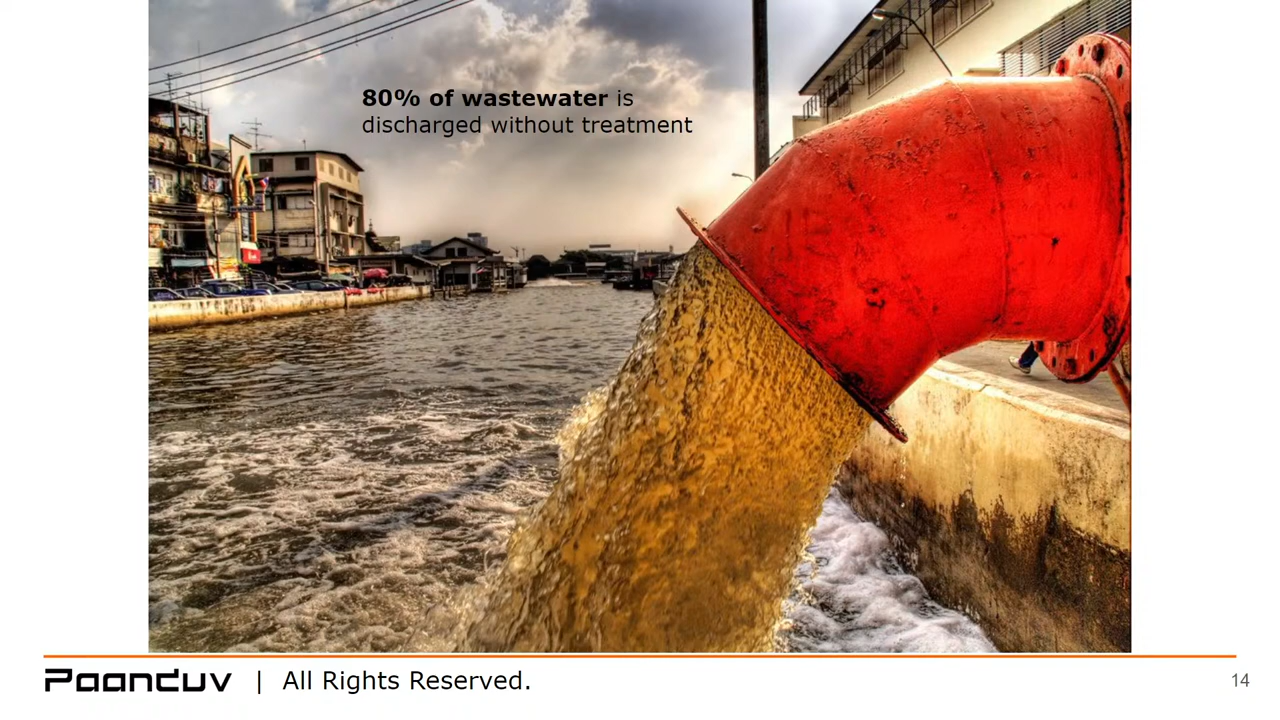 80% of wastewater is
discharged without treatment
Paanduv | All Rights Reserved.
14